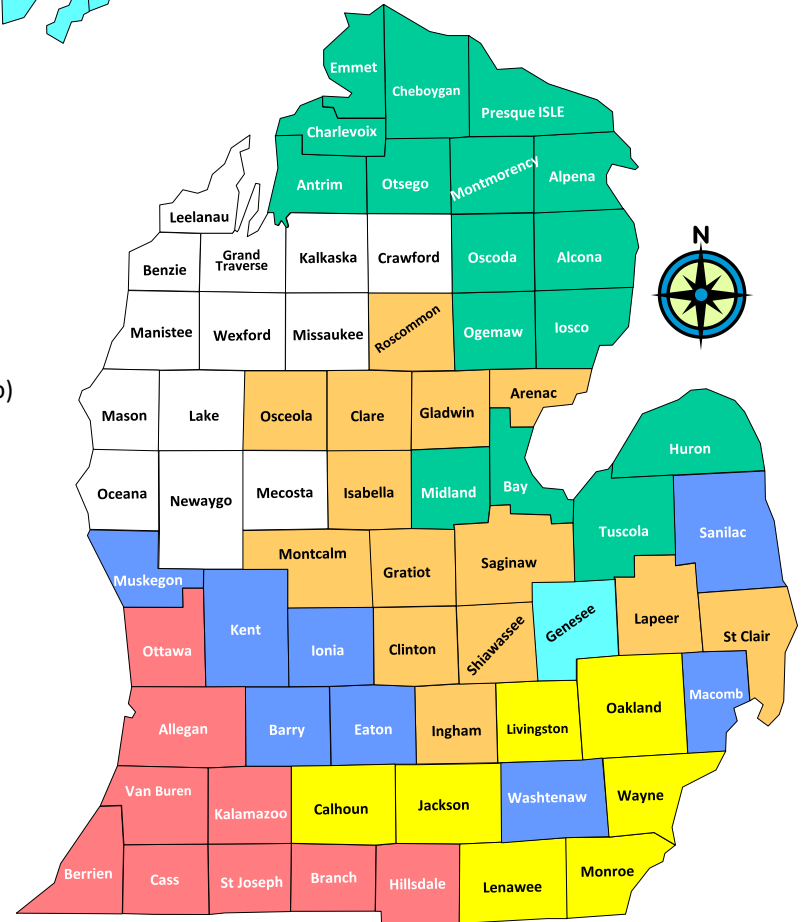 Emmet
Cheboygan
Presque ISLE
Charlevoix
Antrim
Otsego
Montmorency
Alpena
Leelanau
N
Benzie
Grand
Traverse
Kalkaska
Crawford
Oscoda
Alcona
Manistee
Wexford
Missaukee
Roscommon
Ogemaw
Iosco
o)
Mason
Lake
Osceola
Clare
Gladwin
Arenac
Huron
Oceana
Newaygo
Mecosta
Isabella
Midland
Bay
Tuscola
Sanilac
Muskegon
Montcalm
Gratiot
Saginaw
Kent
Ionia
Clinton
Shiawassee
Genesee
Lapeer
St Clair
Ottawa
Allegan
Barry
Eaton
Ingham
Livingston
Oakland
Macomb
Van Buren
Kalamazoo
Calhoun
Jackson
Washtenaw
Wayne
Berrien
Cass
St Joseph
Branch
Hillsdale
Lenawee
Monroe